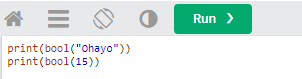 Run ❯
print(bool("Ohayo"))
print(bool(15))